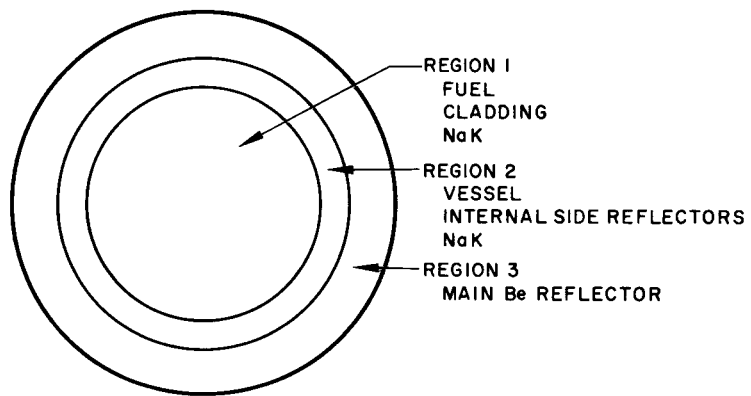 REGION 1
FUEL
CLADDING
NaK
REGION 2
VESSEL
INTERNAL SIDE REFLECTORS
NaK
REGION 3
MAIN Be REFLECTOR